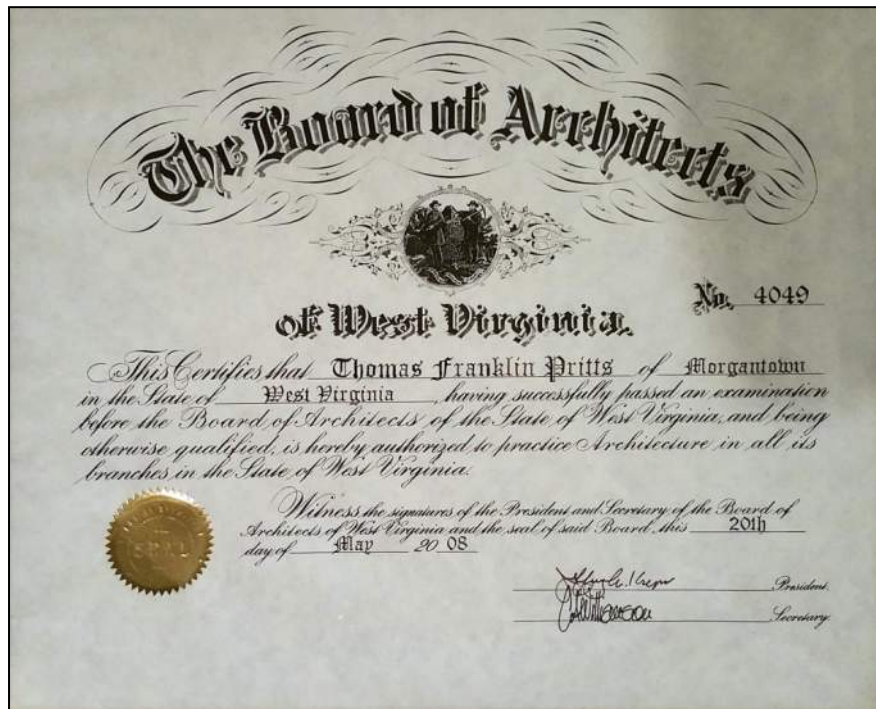 The Board of Architects
of West Virginia.
No. 4049
This Certifies that Thomas Franklin Pritts of Morgantown
in the State of West Virginia, having successfully passed an examination
before the Board of Architects of the State of West Virginia, and being
otherwise qualified, is hereby authorized to practice Architecture in all its
branches in the State of West Virginia.
Witness the signatures of the President and Secretary of the Board of
Architects of West Virginia and the seal of said Board, this 20th
day of May 2008
President.
Secretary.
SEAL